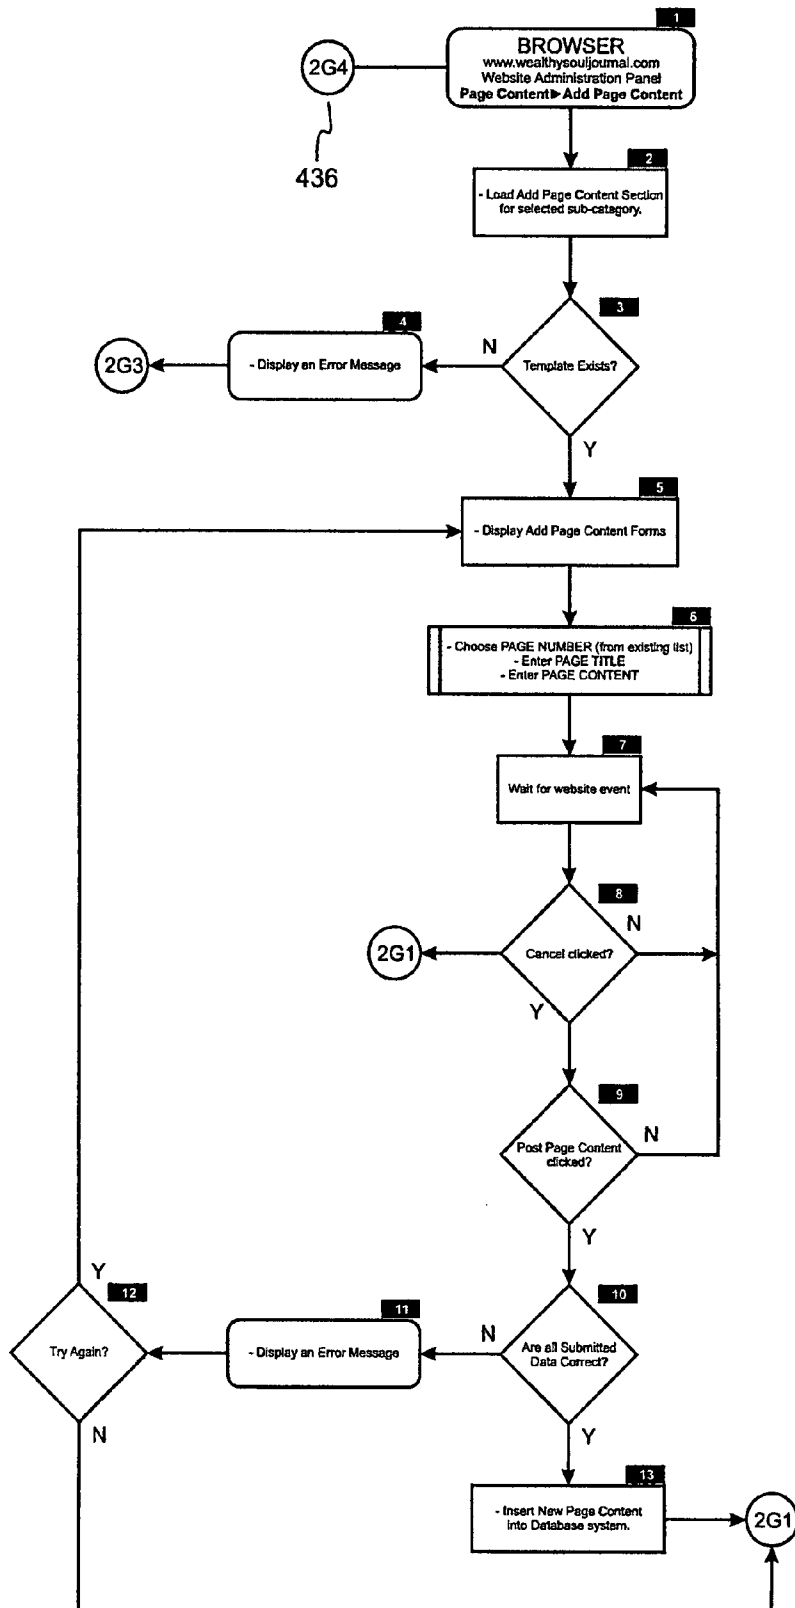 1
BROWSER
www.wealthysouljournal.com
Website Administration Panel
Page Content►Add Page Content
2G4
436
2
- Load Add Page Content Section
for selected sub-category.
3
Template Exists?
N
Y
4
- Display an Error Message
2G3
5
- Display Add Page Content Forms
6
- Choose PAGE NUMBER (from existing list)
- Enter PAGE TITLE
- Enter PAGE CONTENT
7
Wait for website event
8
Cancel clicked?
N
Y
2G1
9
Post Page Content
clicked?
N
Y
10
Are all Submitted
Data Correct?
N
Y
11
- Display an Error Message
12
Try Again?
Y
N
13
- Insert New Page Content
into Database system.
2G1